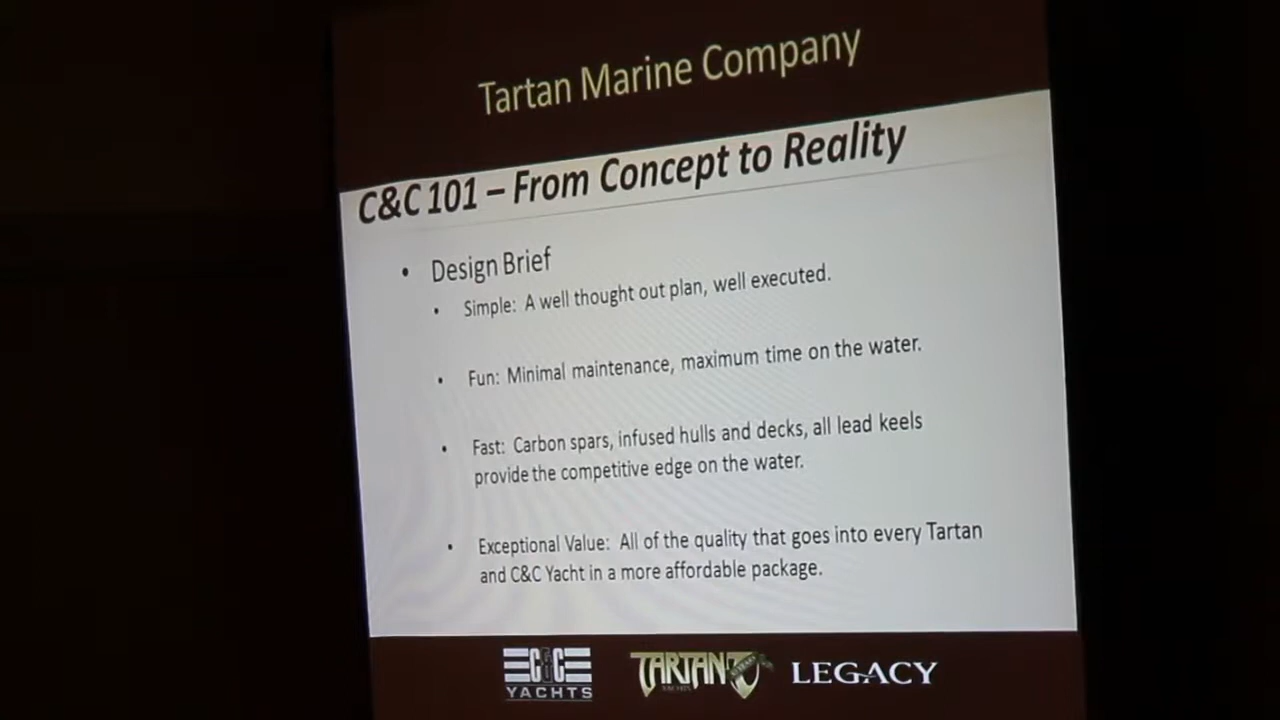 Tartan Marine Company
C&C 101 – From Concept to Reality
• Design Brief
• Simple: A well thought out plan, well executed.
• Fun: Minimal maintenance, maximum time on the water.
• Fast: Carbon spars, infused hulls and decks, all lead keels
provide the competitive edge on the water.
• Exceptional Value: All of the quality that goes into every Tartan
and C&C Yacht in a more affordable package.
C&C
YACHTS
TARTAN
YACHTS
LEGACY